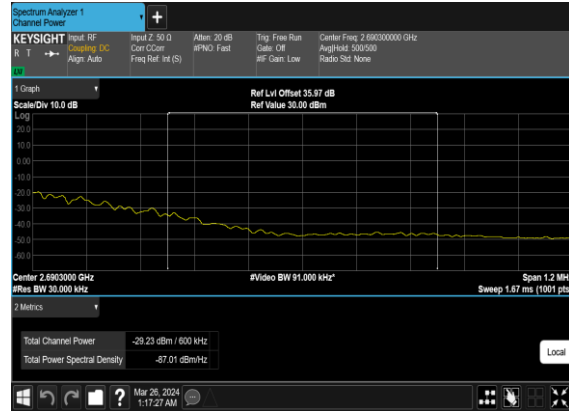 Spectrum Analyzer 1
Channel Power
+
KEYSIGHT Input: RF Input Z: 50 Ω Atten: 20 dB Trig: Free Run Center Freq: 2.690300000 GHz
R T Coupling: DC Corr CCorr #PNO: Fast Gate: Off Avg|Hold: 500/500
Align: Auto Freq Ref: Int (S) #IF Gain: Low Radio Std: None
1 Graph
Ref Lvl Offset 35.97 dB
Scale/Div 10.0 dB Ref Value 30.00 dBm
Log
20.0
10.0
0.00
-10.0
-20.0
-30.0
-40.0
-50.0
-60.0
Center 2.6903000 GHz #Video BW 91.000 kHz* Span 1.2 MH
#Res BW 30.000 kHz Sweep 1.67 ms (1001 pts
2 Metrics
Total Channel Power -29.23 dBm / 600 kHz
Total Power Spectral Density -87.01 dBm/Hz
Local
? Mar 26, 2024
1:17:27 AM